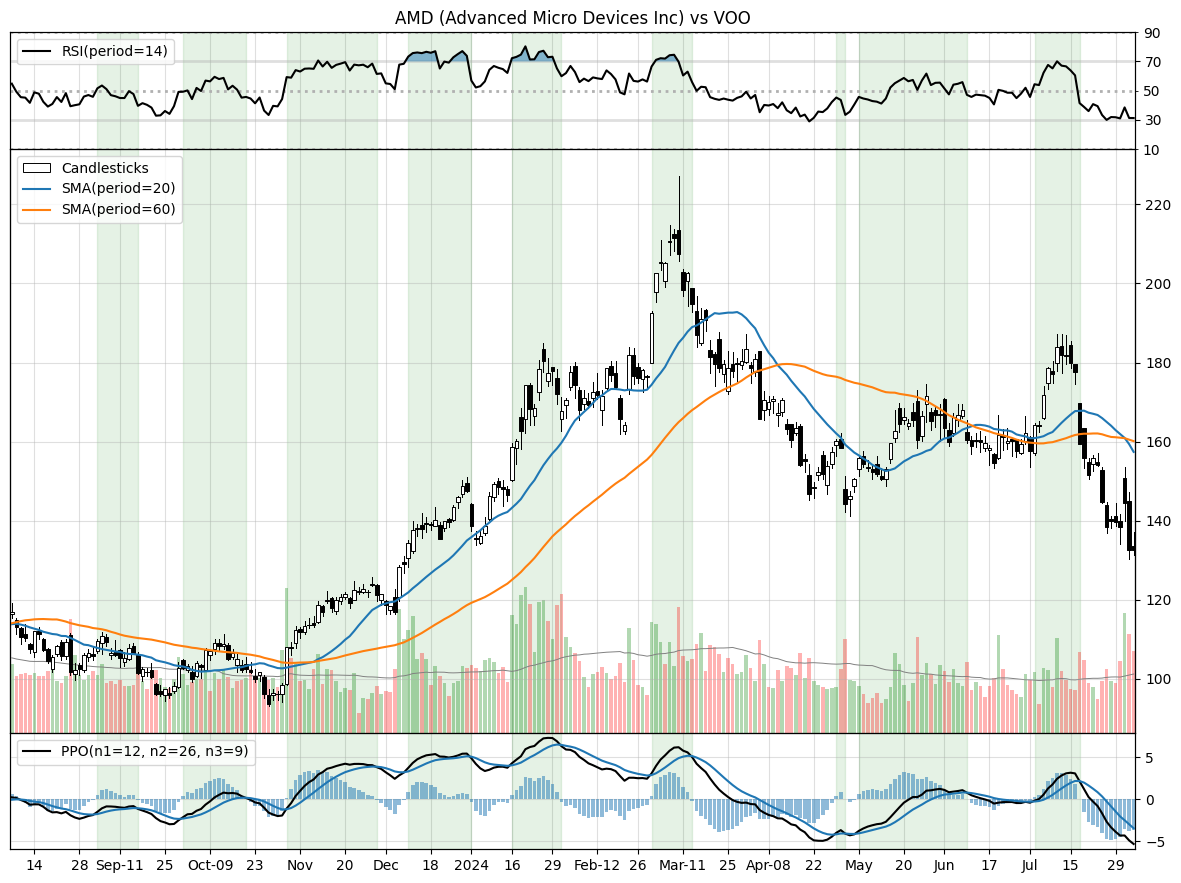 AMD (Advanced Micro Devices Inc) vs VOO
RSI(period=14)
90
70
50
30
10
Candlesticks
SMA(period=20)
SMA(period=60)
220
200
180
160
140
120
100
PPO(n1=12, n2=26, n3=9)
5
0
−5
14 28 Sep-11 25 Oct-09 23 Nov 20 Dec 18 2024 16 29 Feb-12 26 Mar-11 25 Apr-08 22 May 20 Jun 17 Jul 15 29